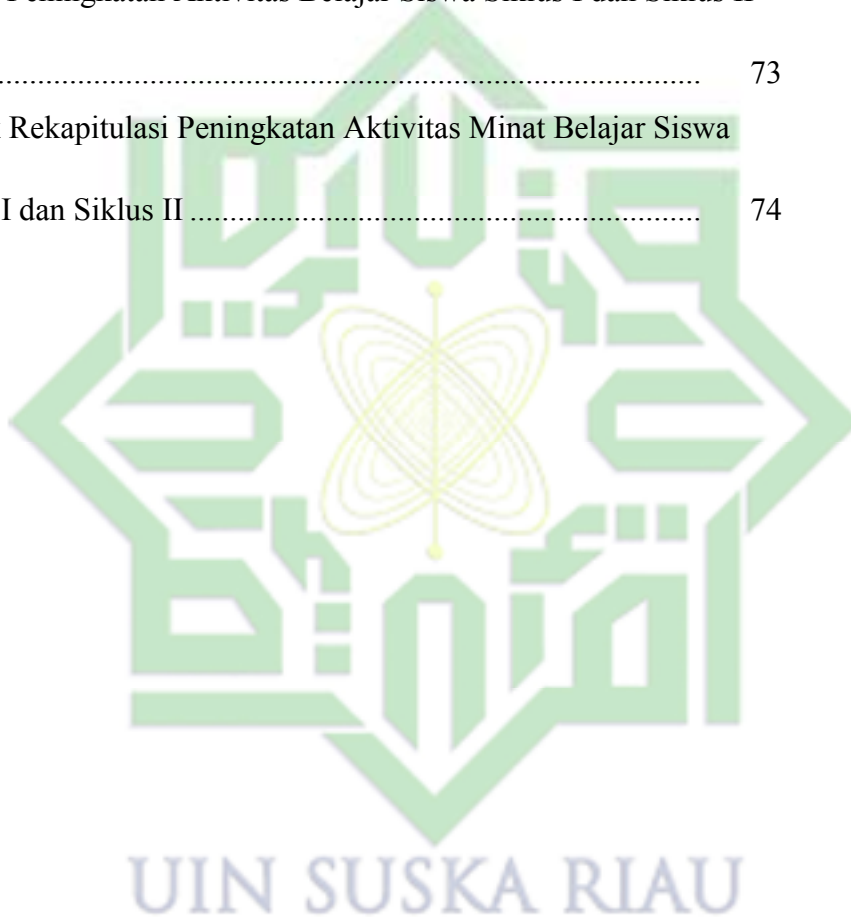 Peningkatan Aktivitas Belajar Siswa Siklus I dan Siklus II
........................................................................................ 73
Rekapitulasi Peningkatan Aktivitas Minat Belajar Siswa
I dan Siklus II ................................................................ 74
UIN SUSKA RIAU